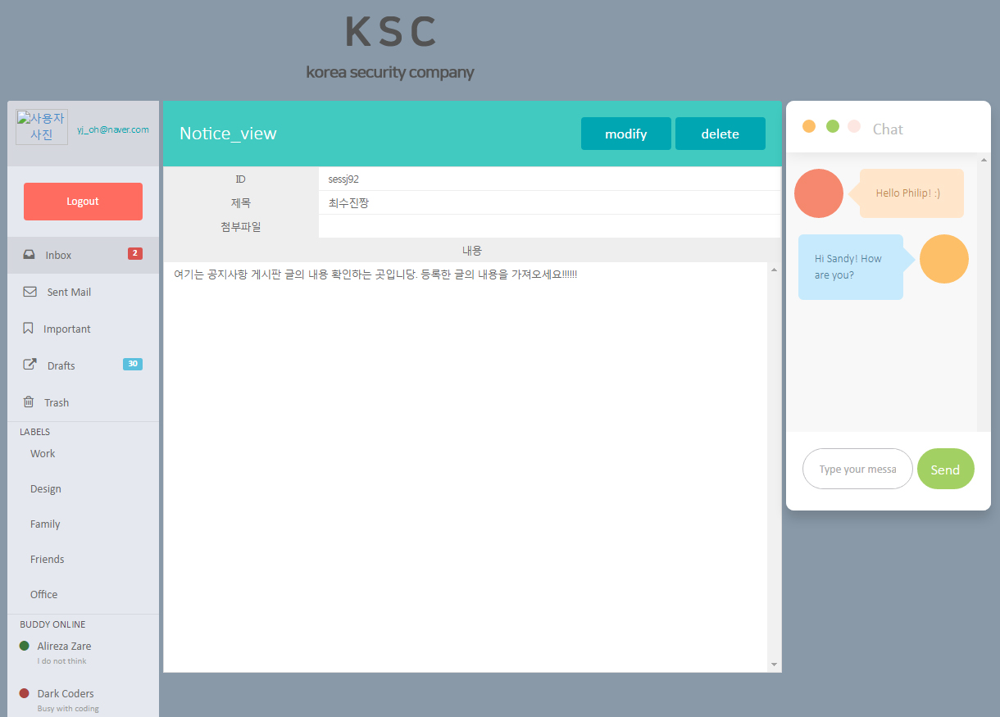 KSC
korea security company
사용자
사진
yj_oh@naver.com
Logout
Inbox
2
Sent Mail
Important
Drafts
30
Trash
LABELS
Work
Design
Family
Friends
Office
BUDDY ONLINE
Alireza Zare
I do not think
Dark Coders
Busy with coding
Notice_view
modify
delete
ID
sessj92
제목
최수진짱
첨부파일
내용
여기는 공지사항 게시판 글의 내용 확인하는 곳입니당. 등록한 글의 내용을 가져오세요!!!!!!
Chat
Hello Philip! :)
Hi Sandy! How
are you?
Type your messa
Send